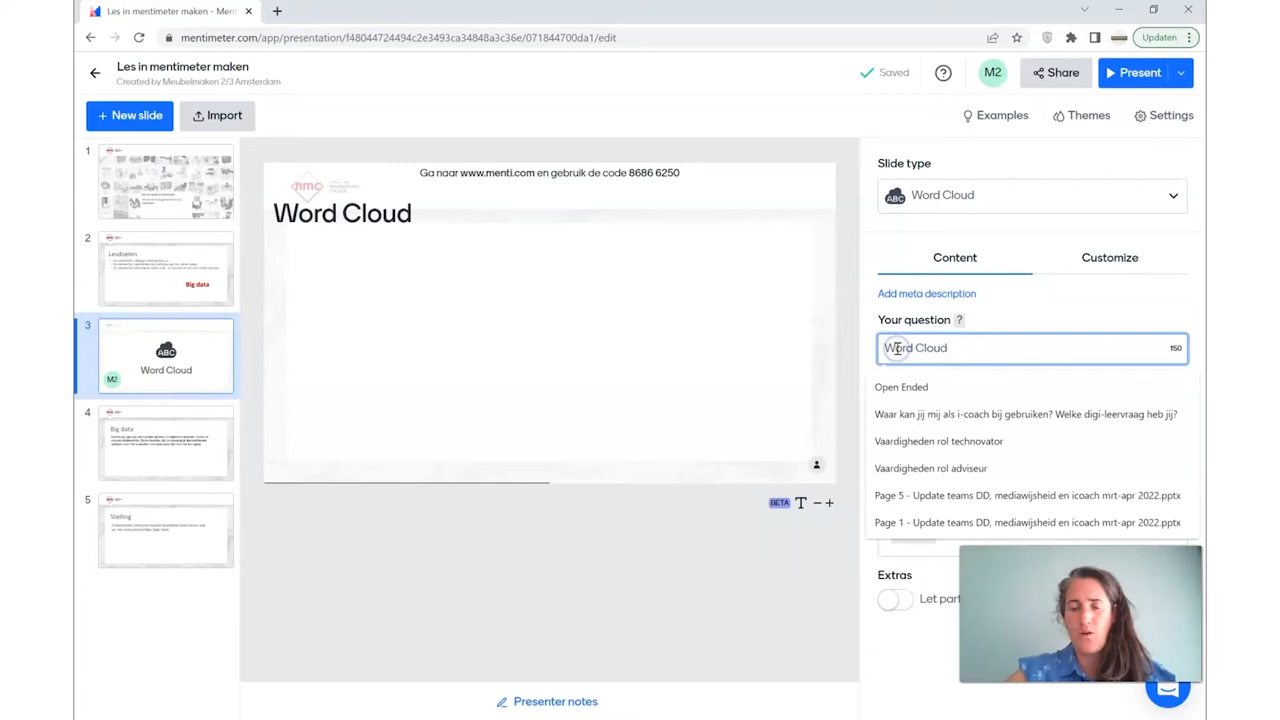 Les in mentimeter maken - Ment
mentimeter.com/app/presentation/f48044724494c2e3493ca34848a3c36e/071844700da1/edit
Updaten
Les in mentimeter maken
Created by Meubelmaken 2/3 Amsterdam
Saved
M2
Share
Present
New slide
Import
Examples
Themes
Settings
1
2
Lesdoelen
Big data
3
ABC
Word Cloud
M2
4
Big data
5
Stelling
Ga naar www.menti.com en gebruik de code 8686 6250
hmc
Word Cloud
BETA
Presenter notes
Slide type
ABC
Word Cloud
Content
Customize
Add meta description
Your question ?
Word Cloud
150
Open Ended
Waar kan jij mij als i-coach bij gebruiken? Welke digi-leervraag heb jij?
Vaardigheden rol technovator
Vaardigheden rol adviseur
Page 5 - Update teams DD, mediawijsheid en icoach mrt-apr 2022.pptx
Page 1 - Update teams DD, mediawijsheid en icoach mrt-apr 2022.pptx
Extras
Let par